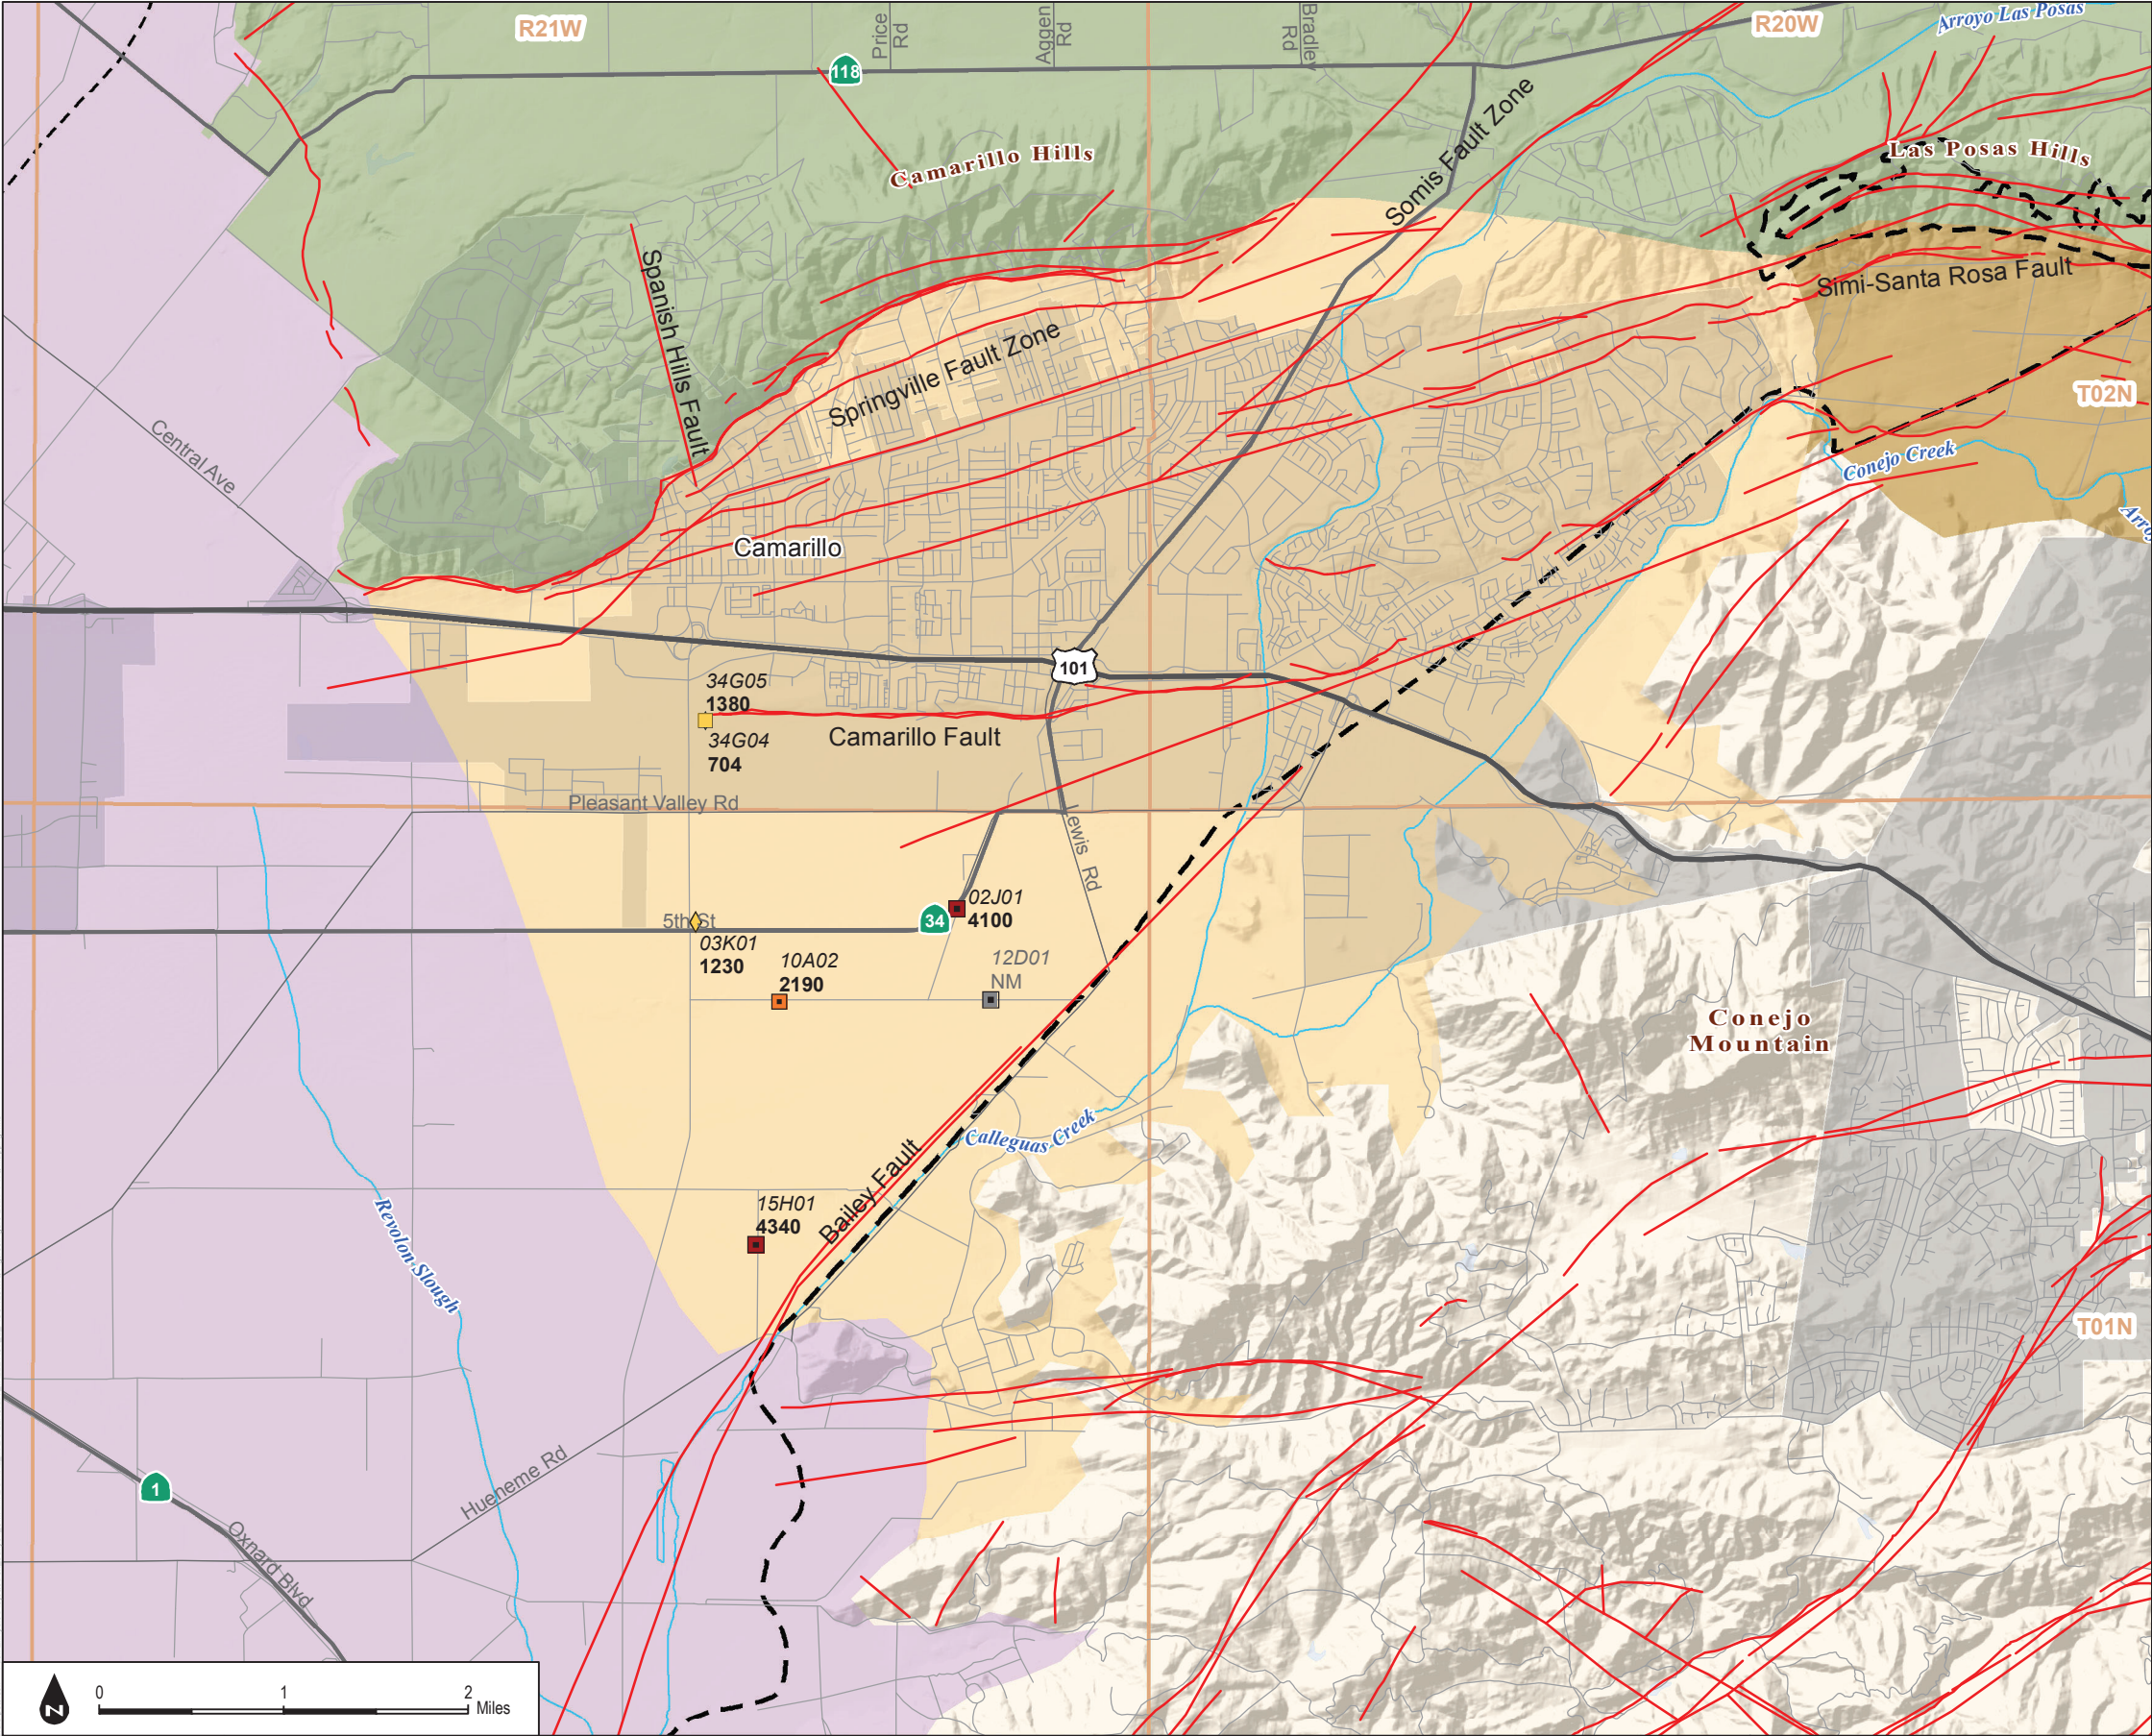 R21W
Price
Rd
Aggen
Rd
Bradley
Rd
R20W
Arroyo Las Posas
118
Camarillo Hills
Somis Fault Zone
Las Posas Hills
Spanish Hills Fault
Simi-Santa Rosa Fault
Springville Fault Zone
T02N
Central Ave
Conejo Creek
Camarillo
101
34G05
1380
34G04
704
Camarillo Fault
Pleasant Valley Rd
Lewis Rd
02J01
4100
34
5th St
03K01
1230
10A02
2190
12D01
NM
Conejo
Mountain
Calleguas Creek
Bailey Fault
15H01
4340
Revolon Slough
T01N
Hueneme Rd
1
Oxnard Blvd
N
0 1 2 Miles